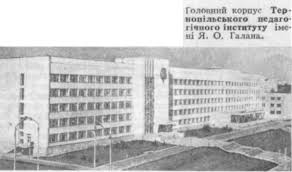 Головний корпус Тер-
нопільського педаго-
гічного інституту іме-
ні Я. О. Галана.